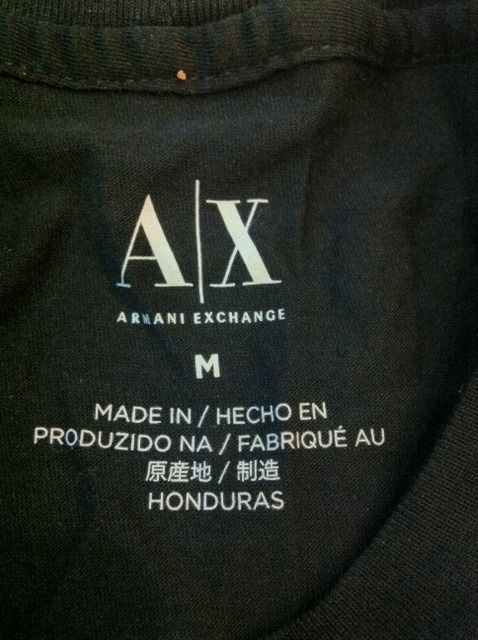 A|X
ARMANI EXCHANGE
M
MADE IN / HECHO EN
PRODUZIDO NA / FABRIQUÉ AU
原産地 / 制造
HONDURAS